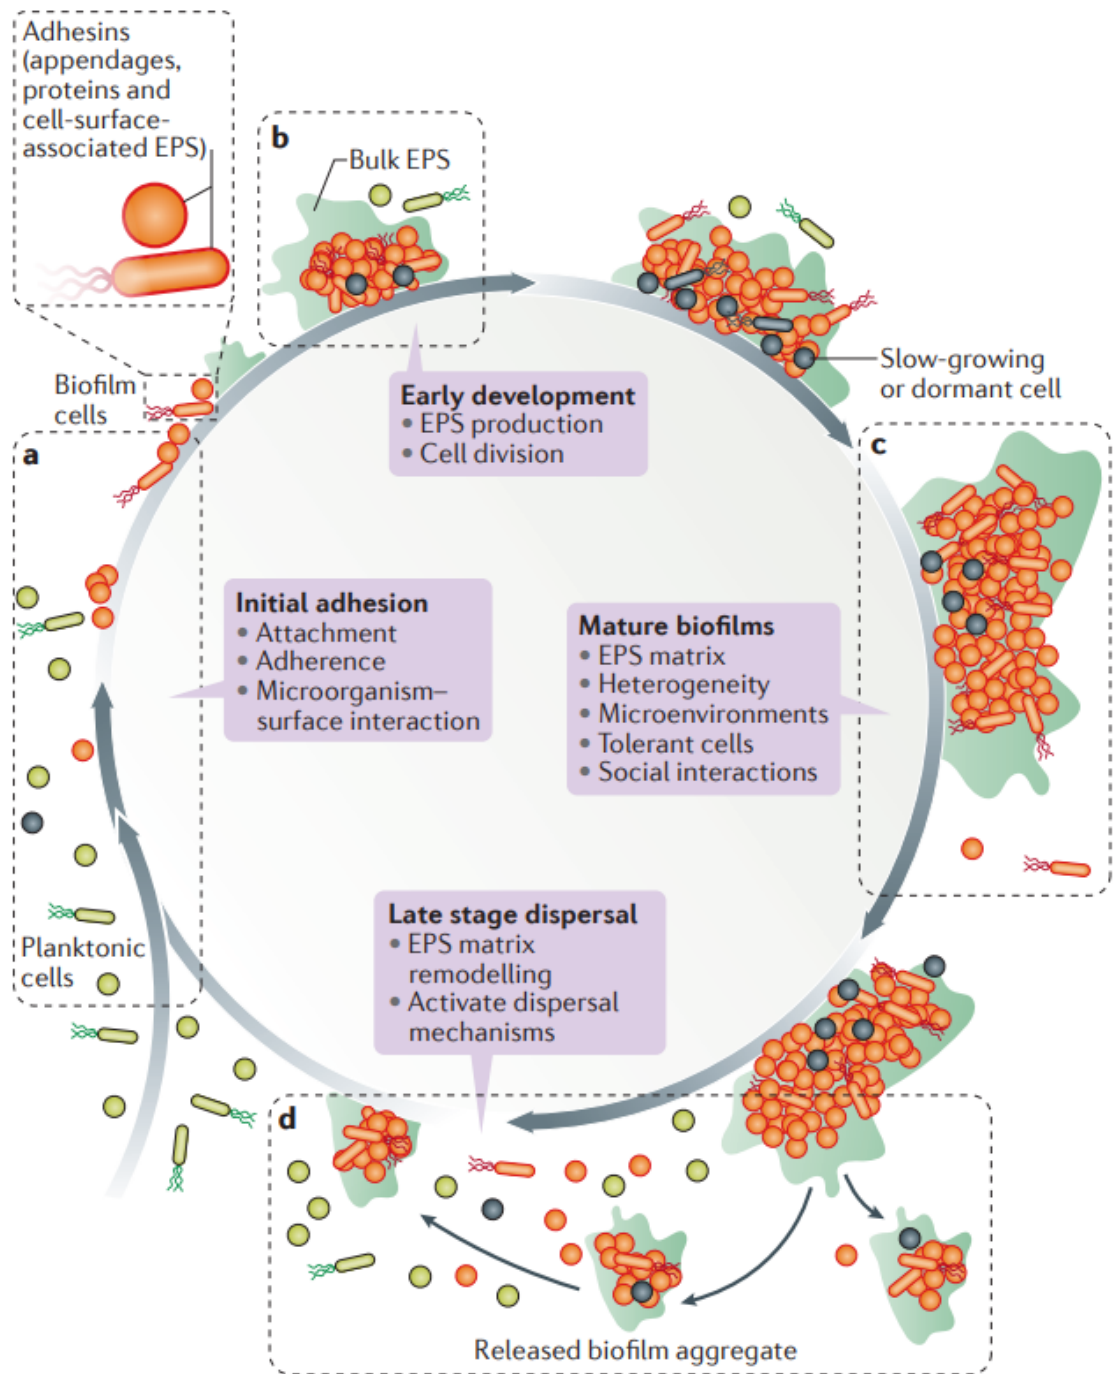 Adhesins
(appendages,
proteins and
cell-surface-
associated EPS)
b
Bulk EPS
Slow-growing
or dormant cell
Biofilm
cells
Early development
• EPS production
• Cell division
a
c
Initial adhesion
• Attachment
• Adherence
• Microorganism–
surface interaction
Mature biofilms
• EPS matrix
• Heterogeneity
• Microenvironments
• Tolerant cells
• Social interactions
Planktonic
cells
Late stage dispersal
• EPS matrix
remodelling
• Activate dispersal
mechanisms
d
Released biofilm aggregate